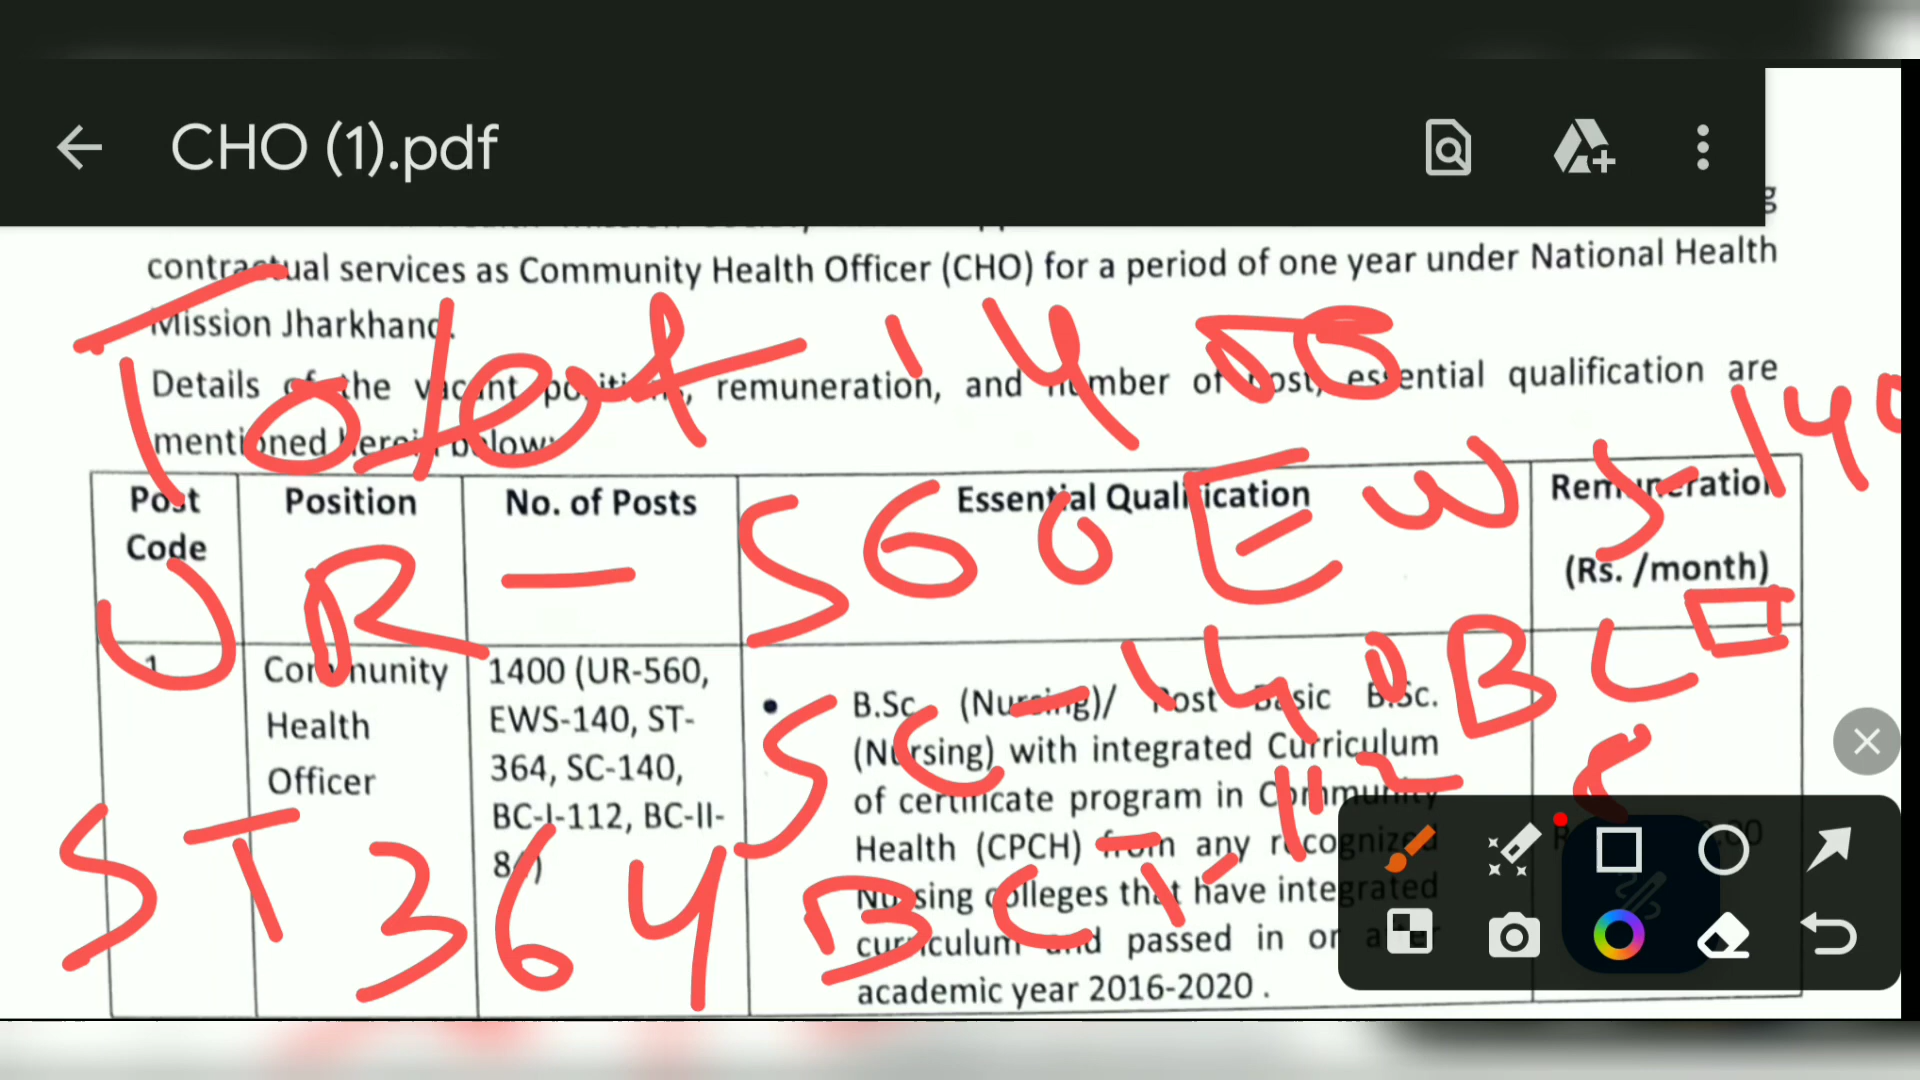 CHO (1).pdf
contractual services as Community Health Officer (CHO) for a period of one year under National Health
Mission Jharkhand.
Details of the vacant position, remuneration, and number of post, essential qualification are
mentioned herein below:
Total - 1400
Post Code
Position
No. of Posts
Essential Qualification
Remuneration (Rs. /month)
UR - 560 EWS - 140
1
Community
Health
Officer
1400 (UR-560,
EWS-140, ST-
364, SC-140,
BC-I-112, BC-II-
84)
• B.Sc. (Nursing)/ Post Basic B.Sc.
(Nursing) with integrated Curriculum
of certificate program in Community
Health (CPCH) from any recognized
Nursing colleges that have integrated
curriculum and passed in or after
academic year 2016-2020 .
SC - 140 BC
ST 364 BC I - 112